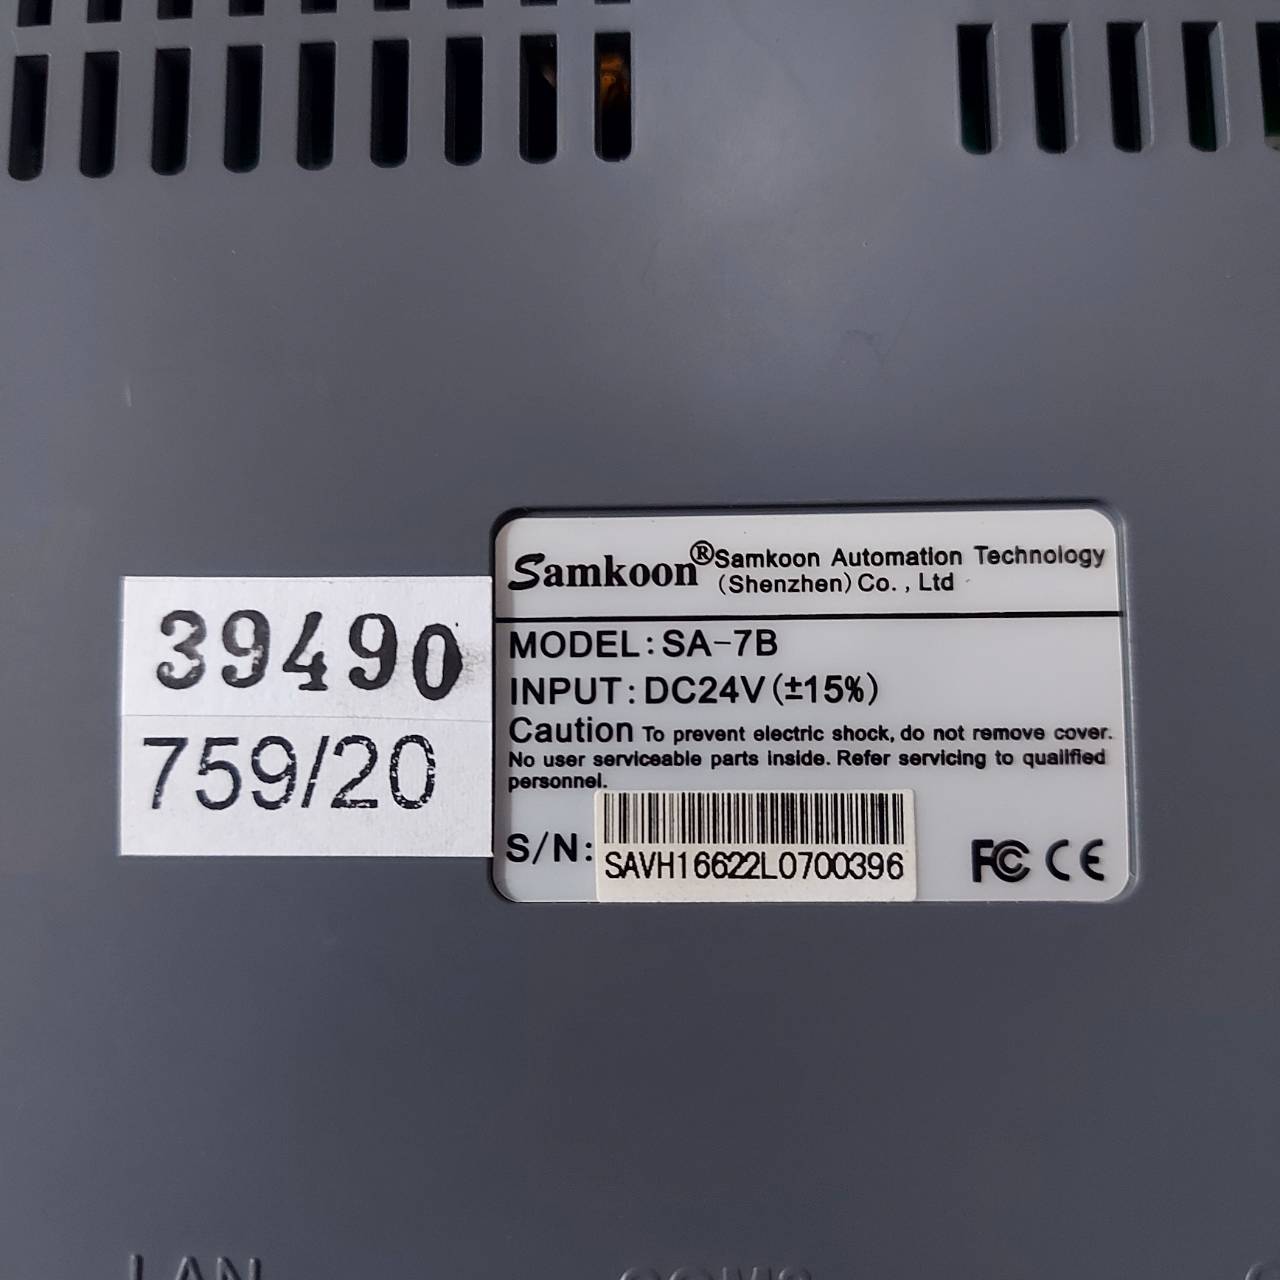 39490
759/20
Samkoon® Samkoon Automation Technology
(Shenzhen) Co., Ltd
MODEL: SA-7B
INPUT: DC24V(±15%)
Caution To prevent electric shock, do not remove cover.
No user serviceable parts inside. Refer servicing to qualified
personnel.
S/N: SAVH16622L0700396
FC CE
LAN